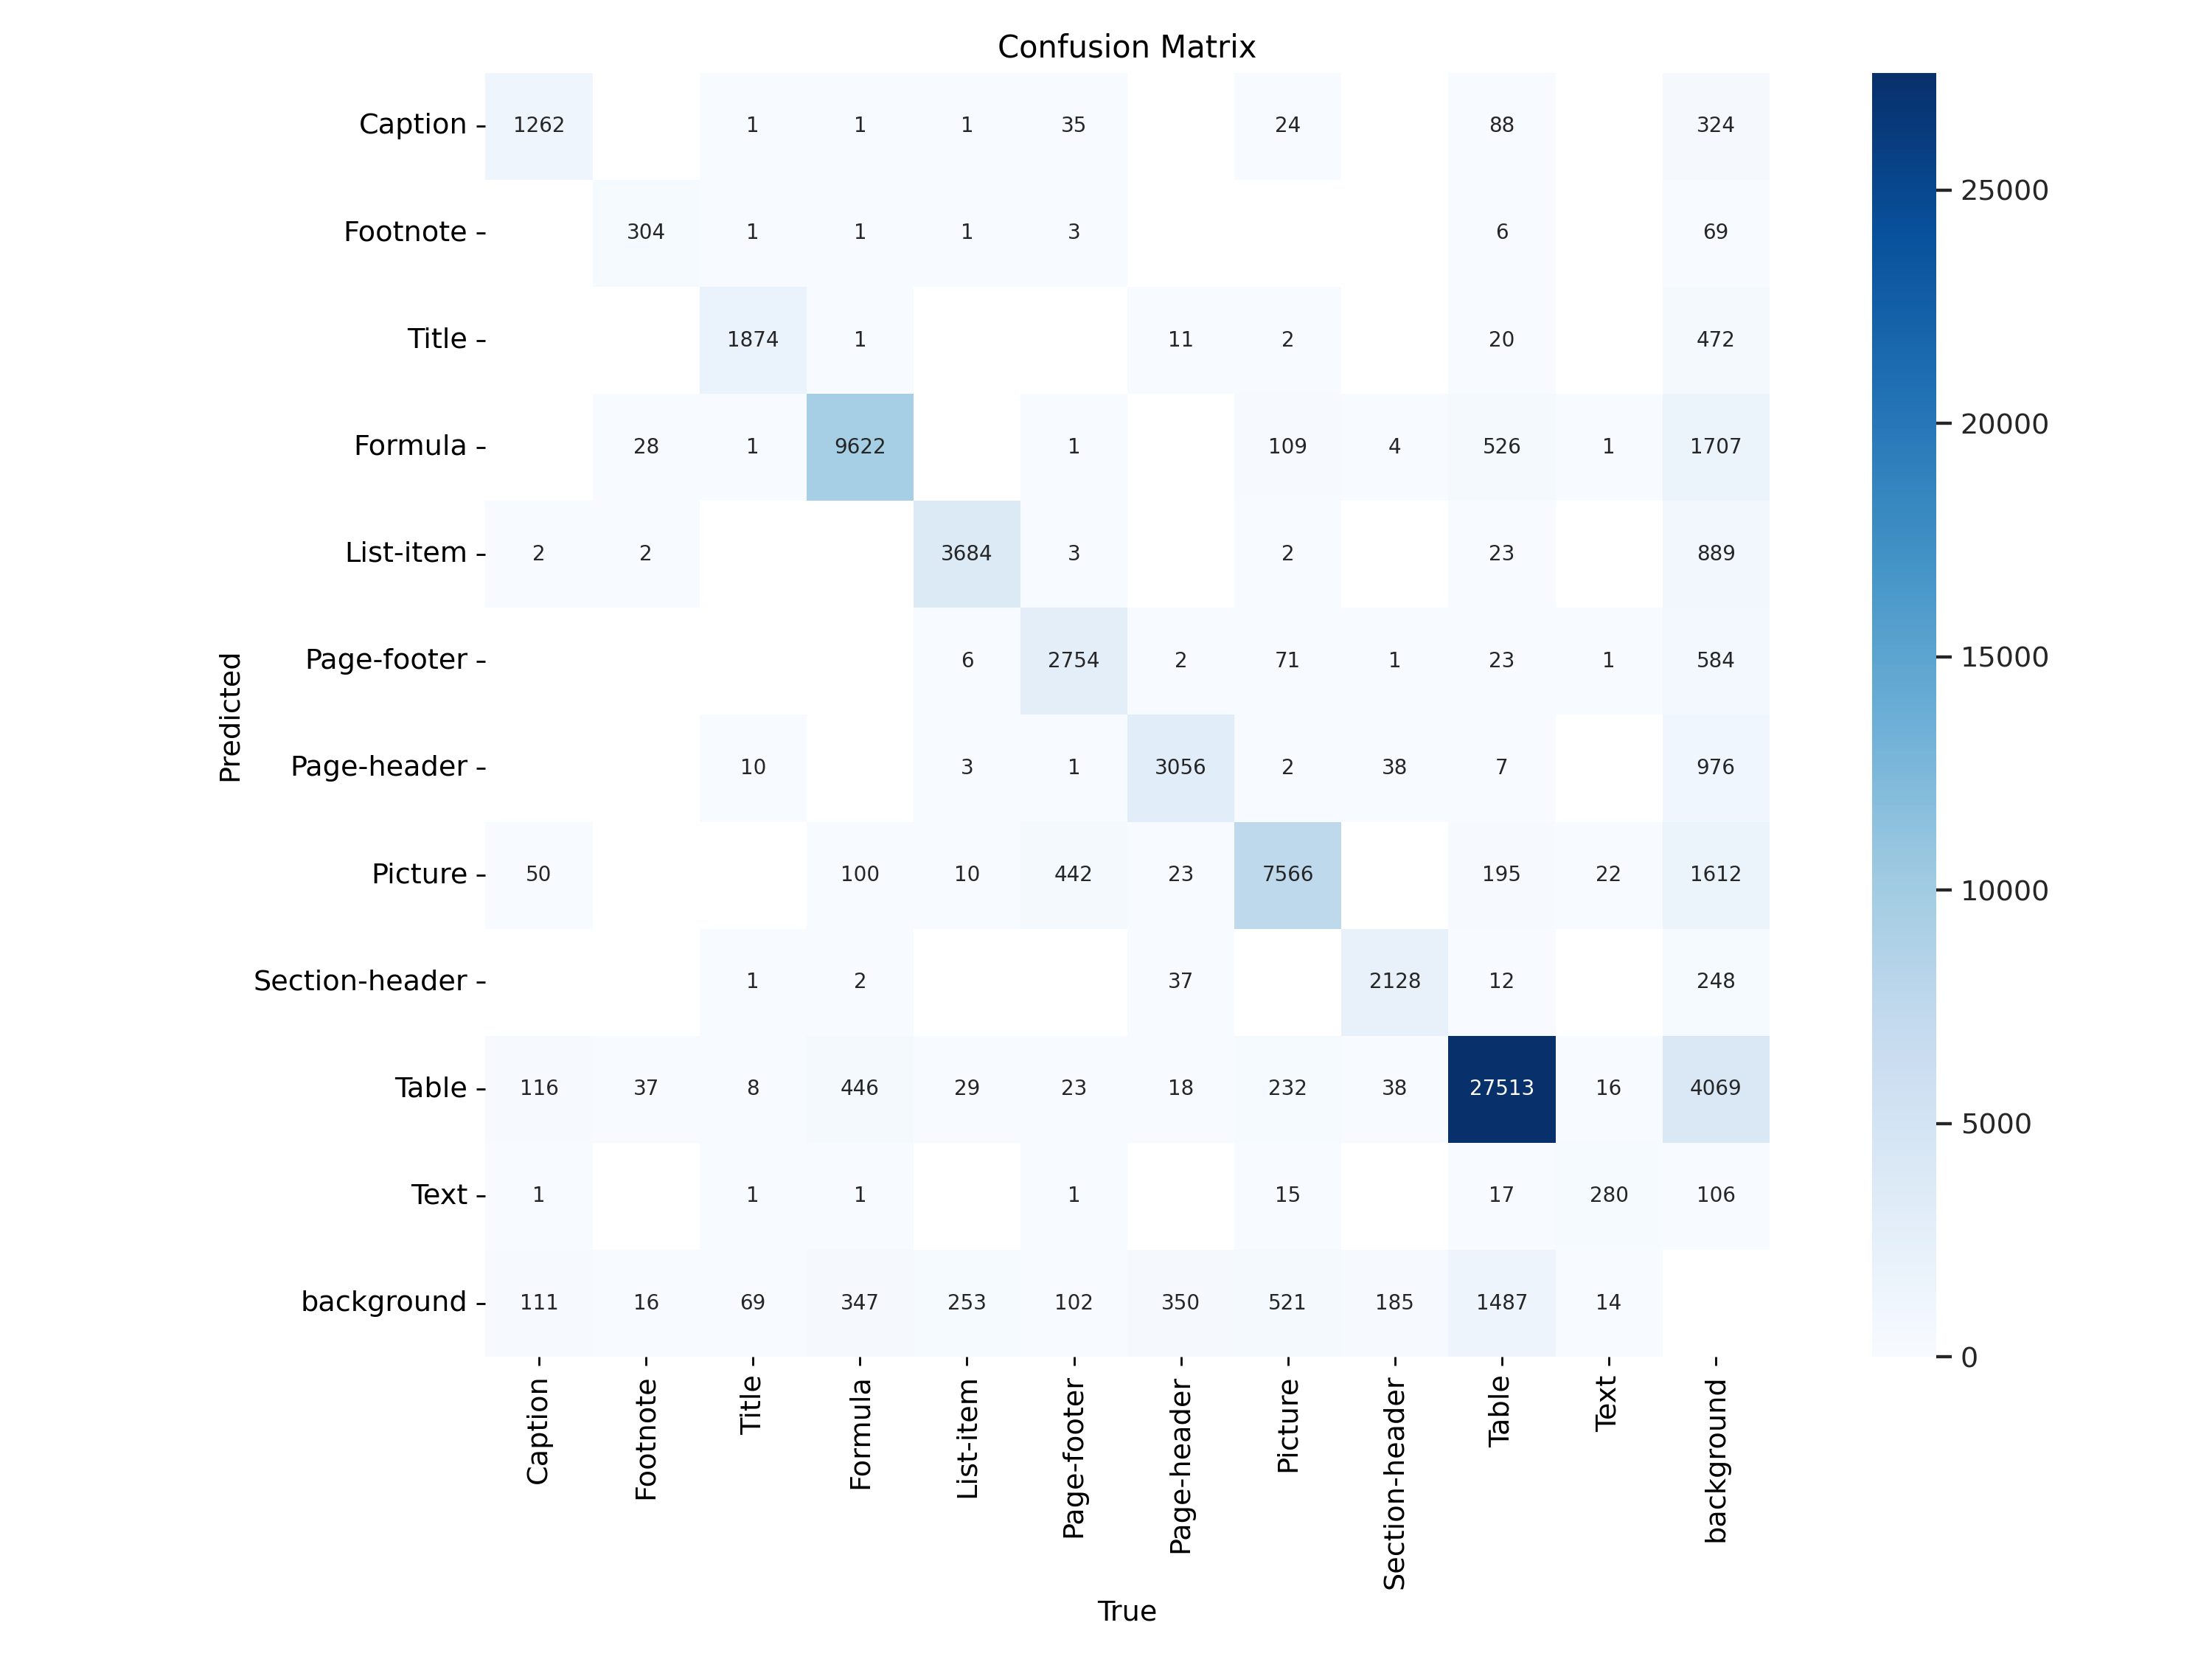 Confusion Matrix
Caption 1262 1 1 1 35 24 88 324
Footnote 304 1 1 1 3 6 69
Title 1874 1 11 2 20 472
Formula 28 1 9622 1 109 4 526 1 1707
List-item 2 2 3684 3 2 23 889
Page-footer 6 2754 2 71 1 23 1 584
Page-header 10 3 1 3056 2 38 7 976
Picture 50 100 10 442 23 7566 195 22 1612
Section-header 1 2 37 2128 12 248
Table 116 37 8 446 29 23 18 232 38 27513 16 4069
Text 1 1 1 1 15 17 280 106
background 111 16 69 347 253 102 350 521 185 1487 14
Predicted
Caption Footnote Title Formula List-item Page-footer Page-header Picture Section-header Table Text background
True
25000
20000
15000
10000
5000
0